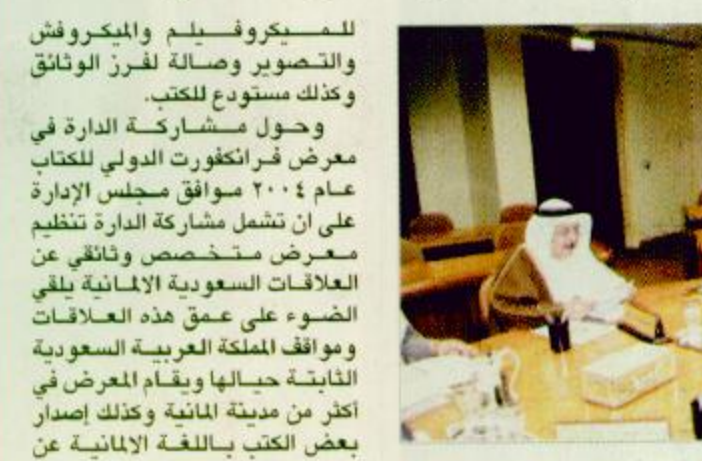 للميكروفيلم والميكروفش
والتصوير وصالة لفرز الوثائق
وكذلك مستودع للكتب.
وحول مشاركة الدارة في
معرض فرانكفورت الدولي للكتاب
عام ٢٠٠٤ موافق مجلس الإدارة
على ان تشمل مشاركة الدارة تنظيم
معرض متخصص وثائقي عن
العلاقات السعودية الالمانية يلقي
الضوء على عمق هذه العلاقات
ومواقف المملكة العربية السعودية
الثابتة حيالها ويقام المعرض في
أكثر من مدينة المانية وكذلك إصدار
بعض الكتب باللغة الالمانية عن